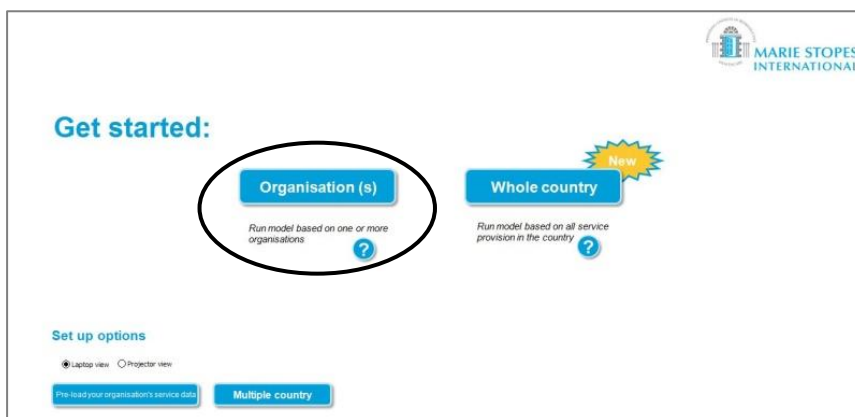 MARIE STOPES
INTERNATIONAL
Get started:
New
Organisation (s)
Whole country
Run model based on one or more
organisations
?
Run model based on all service
provision in the country
?
Set up options
Laptop view
Projector view
Pre-load your organisation's service data
Multiple country